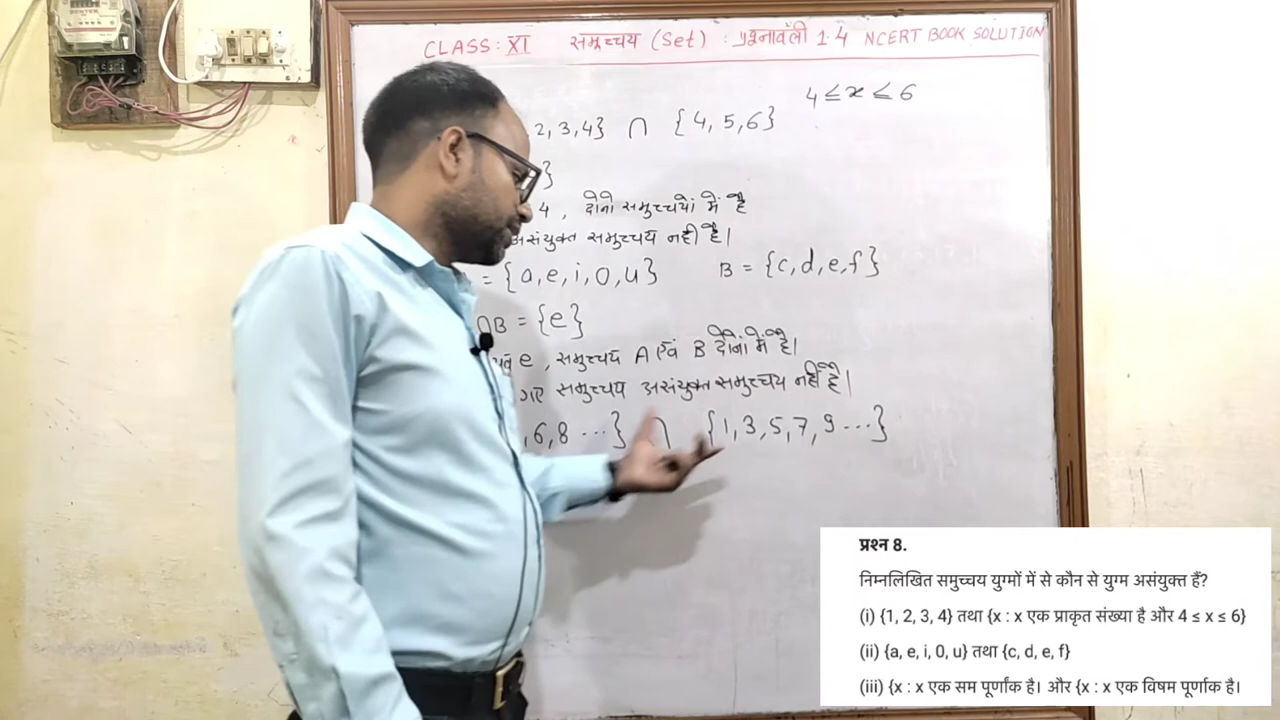 CLASS: XI समुच्चय (Set) : प्रश्नावली 1.4 NCERT BOOK SOLUTION
4 ≤ x ≤ 6
2, 3, 4} ∩ {4, 5, 6}
}
4, दोनो समुच्चयों में है
असंयुक्त समुच्चय नही है।
= {a, e, i, o, u} B = {c, d, e, f}
∩B = {e}
e, समुच्चय A एवं B दोनो में है।
गए समुच्चय असंयुक्त समुच्चय नहीं है।
, 6, 8 ...} ∩ {1, 3, 5, 7, 9 ...}
प्रश्न 8.
निम्नलिखित समुच्चय युग्मों में से कौन से युग्म असंयुक्त हैं?
(i) {1, 2, 3, 4} तथा {x : x एक प्राकृत संख्या है और 4 ≤ x ≤ 6}
(ii) {a, e, i, 0, u} तथा {c, d, e, f}
(iii) {x : x एक सम पूर्णांक है। और {x : x एक विषम पूर्णाक है।